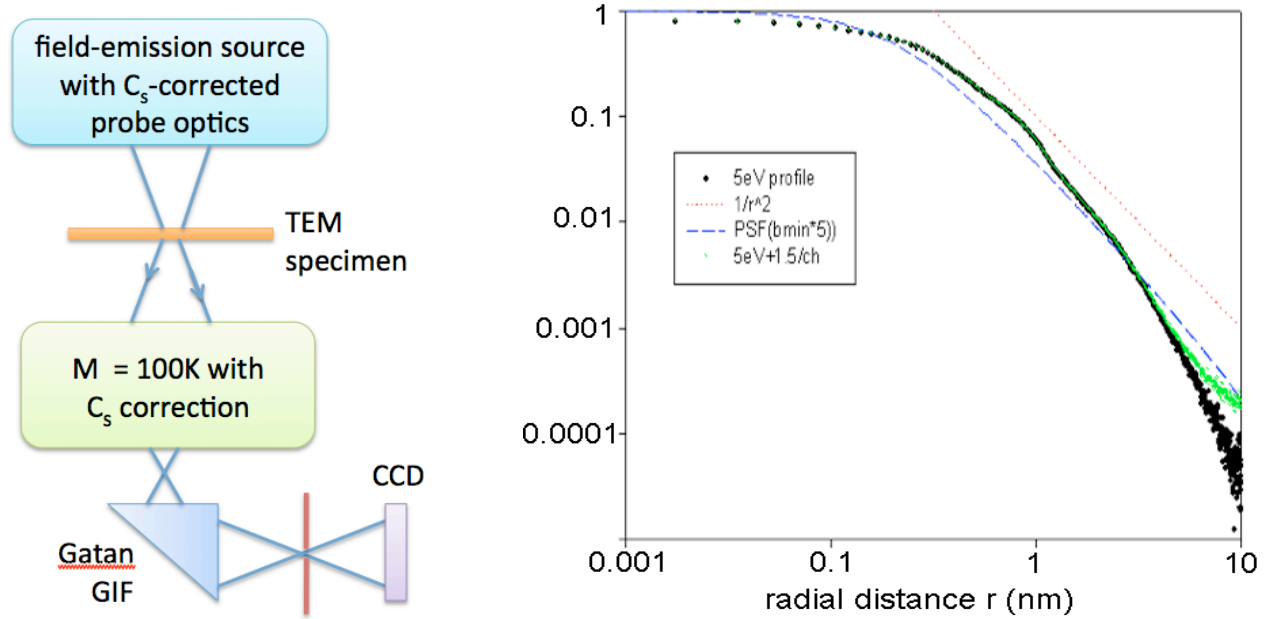 field-emission source
with Cs-corrected
probe optics
TEM
specimen
M = 100K with
Cs correction
CCD
Gatan
GIF
1
0.1
0.01
0.001
0.0001
5eV profile
1/r^2
PSF(bmin*5))
5eV+1.5/ch
0.001
0.1
1
10
radial distance r (nm)